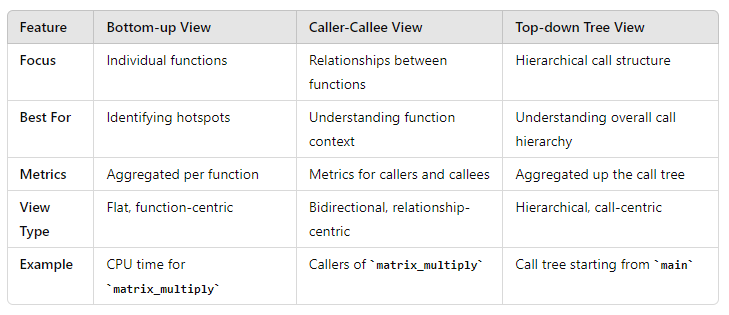 Feature Bottom-up View Caller-Callee View Top-down Tree View
Focus Individual functions Relationships between Hierarchical call structure
functions
Best For Identifying hotspots Understanding function Understanding overall call
context hierarchy
Metrics Aggregated per function Metrics for callers and callees Aggregated up the call tree
View Flat, function-centric Bidirectional, relationship- Hierarchical, call-centric
Type centric
Example CPU time for Callers of `matrix_multiply` Call tree starting from `main`
`matrix_multiply`